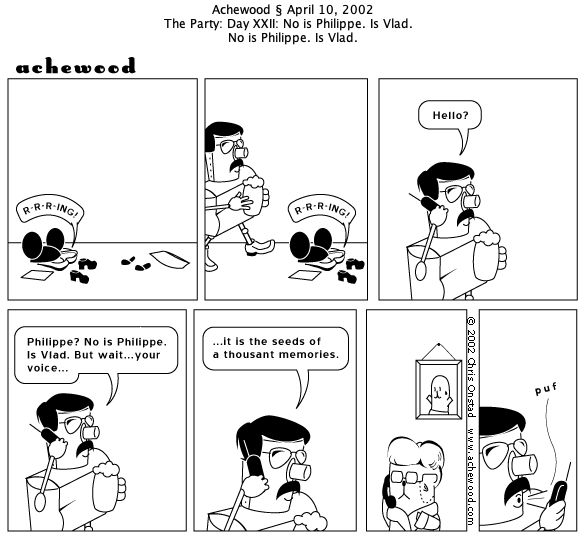 Achewood § April 10, 2002
The Party: Day XXII: No is Philippe. Is Vlad.
No is Philippe. Is Vlad.
achewood
R-R-R-ING!
R-R-R-ING!
Hello?
Philippe? No is Philippe.
Is Vlad. But wait...your
voice...
...it is the seeds of
a thousant memories.
© 2002 Chris Onstad www.achewood.com
puf